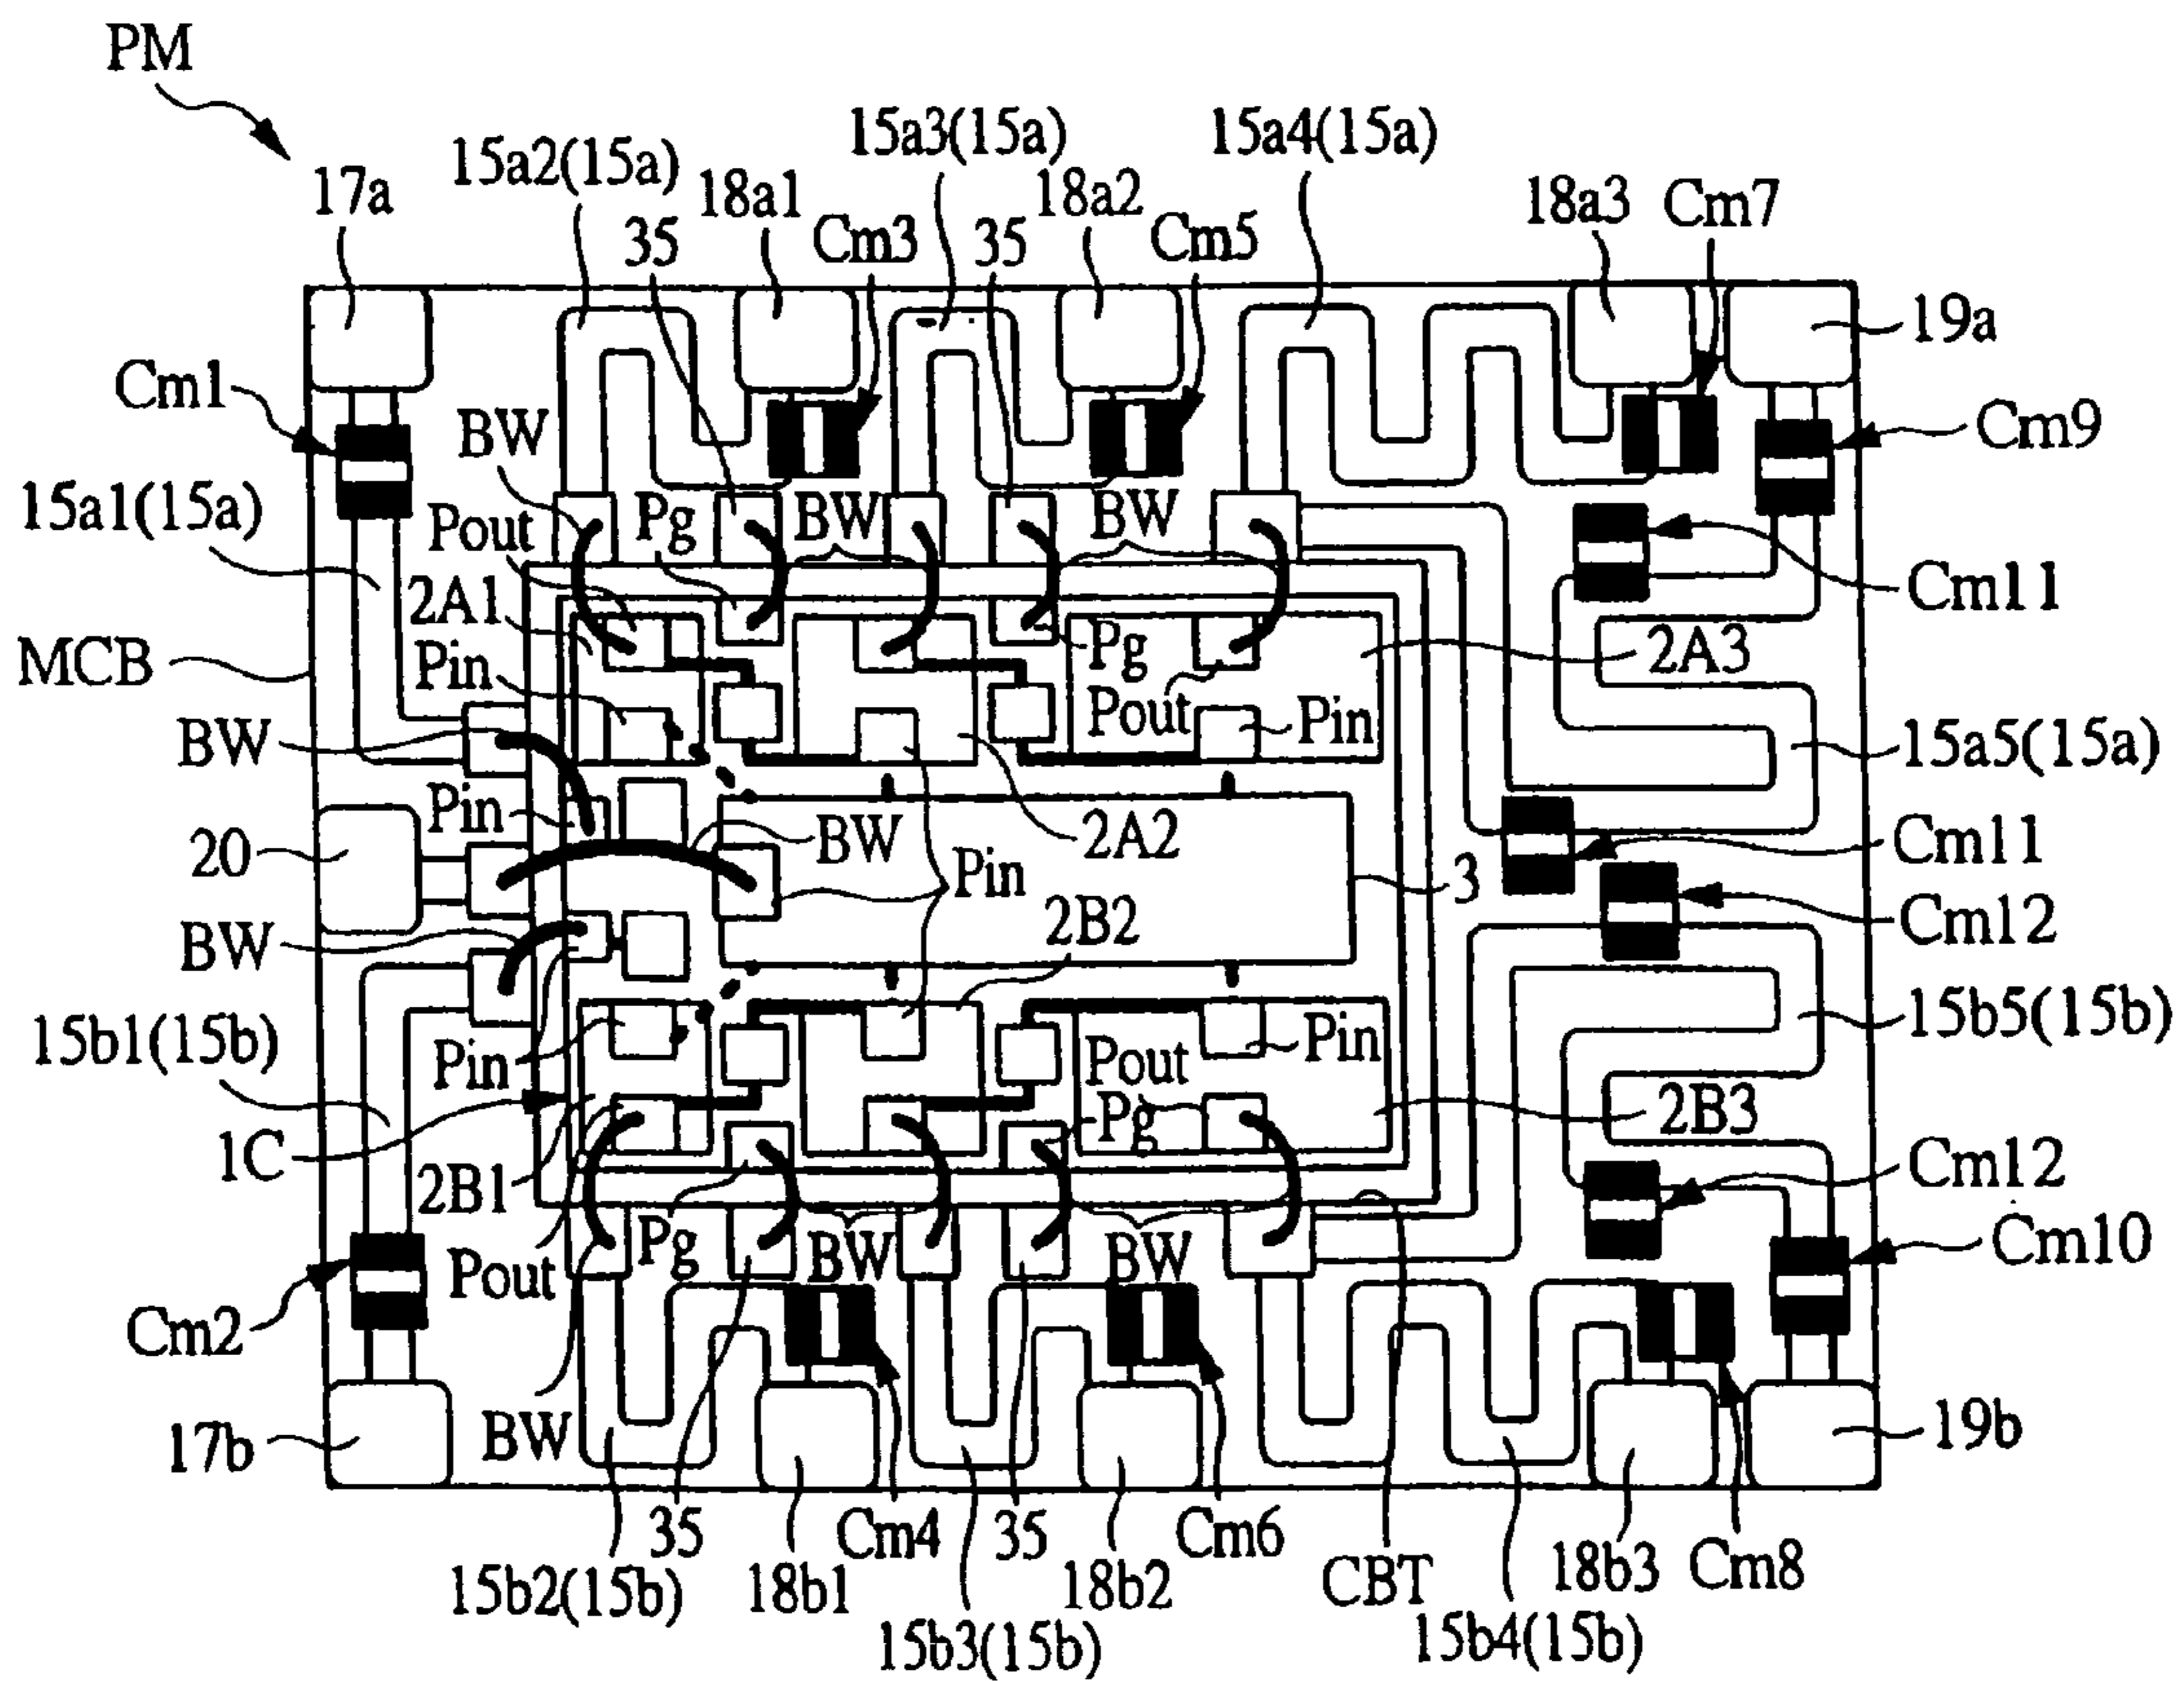 PM
15a3(15a)
15a4(15a)
15a2(15a)
17a
18a1
18a2
18a3
Cm7
35
Cm3
35
Cm5
19a
Cm1
BW
Cm9
15a1(15a)
Pout
Pg
BW
BW
2A1
Cm11
MCB
Pin
Pg
2A3
BW
Pout
Pin
15a5(15a)
Pin
20
BW
2A2
Cm11
Pin
3
BW
2B2
Cm12
15b1(15b)
Pin
Pout
Pin
15b5(15b)
1C
Pg
2B3
2B1
Cm12
Pout
Pg
BW
BW
Cm10
Cm2
17b
BW
19b
35
Cm4
35
Cm6
15b2(15b)
18b1
18b2
CBT
18b3
Cm8
15b3(15b)
15b4(15b)